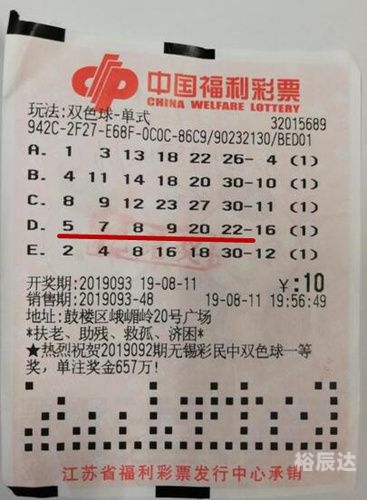 中国福利彩票
CHINA WELFARE LOTTERY
玩法:双色球-单式
32015689
942C-2F27-E68F-0C0C-86C9/90232130/BED01
A. 1 3 13 18 22 26- 4 (1)
B. 4 11 14 18 20 30-10 (1)
C. 8 9 12 23 27 30-11 (1)
D. 5 7 8 9 20 22-16 (1)
E. 2 4 8 16 18 30-12 (1)
开奖期:2019093 19-08-11 ¥:10
销售期:2019093-48 19-08-11 19:56:49
地址:鼓楼区峨嵋岭20号广场
*扶老、助残、救孤、济困*
★热烈祝贺2019092期无锡彩民中双色球一等
奖,单注奖金657万!
裕辰达
江苏省福利彩票发行中心承销